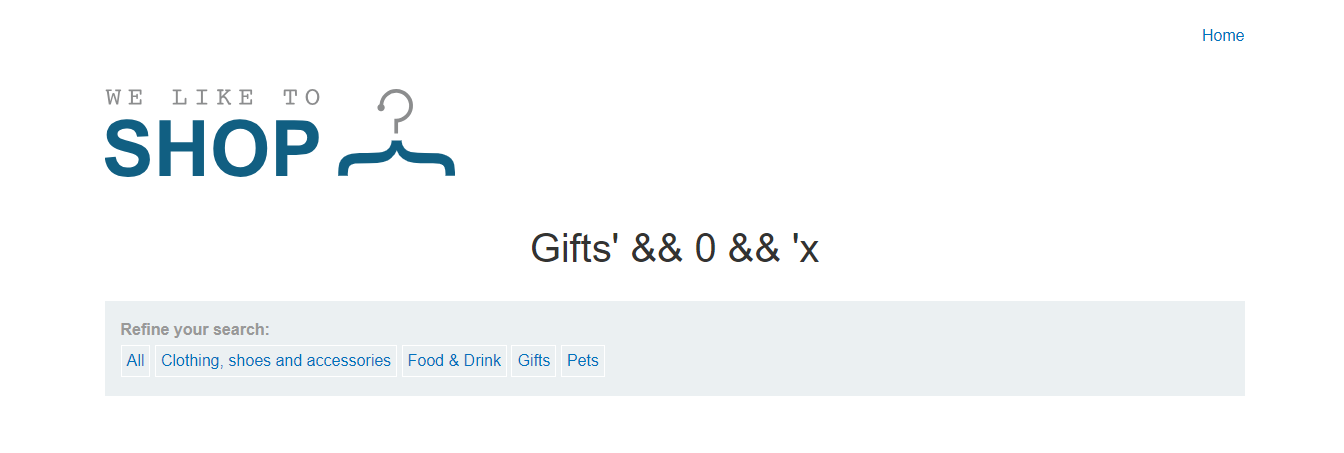 Home
WE LIKE TO
SHOP
Gifts' && 0 && 'x
Refine your search:
All Clothing, shoes and accessories Food & Drink Gifts Pets